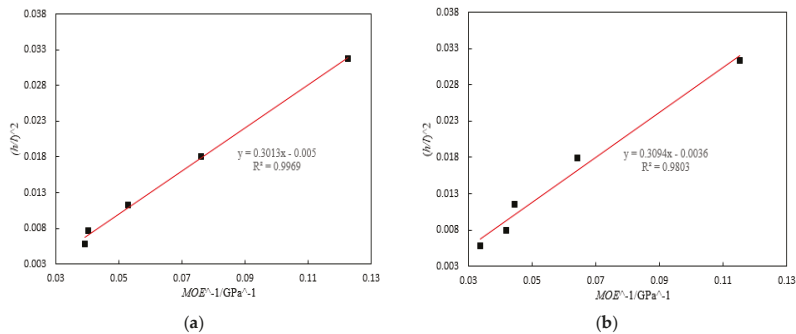 0.038
0.033
0.028
0.023
0.018
0.013
0.008
0.003
(h/l)^2
y = 0.3013x - 0.005
R² = 0.9969
0.03 0.05 0.07 0.09 0.11 0.13
MOE^-1/GPa^-1
(a)
0.038
0.033
0.028
0.023
0.018
0.013
0.008
0.003
(h/l)^2
y = 0.3094x - 0.0036
R² = 0.9803
0.03 0.05 0.07 0.09 0.11 0.13
MOE^-1/GPa^-1
(b)